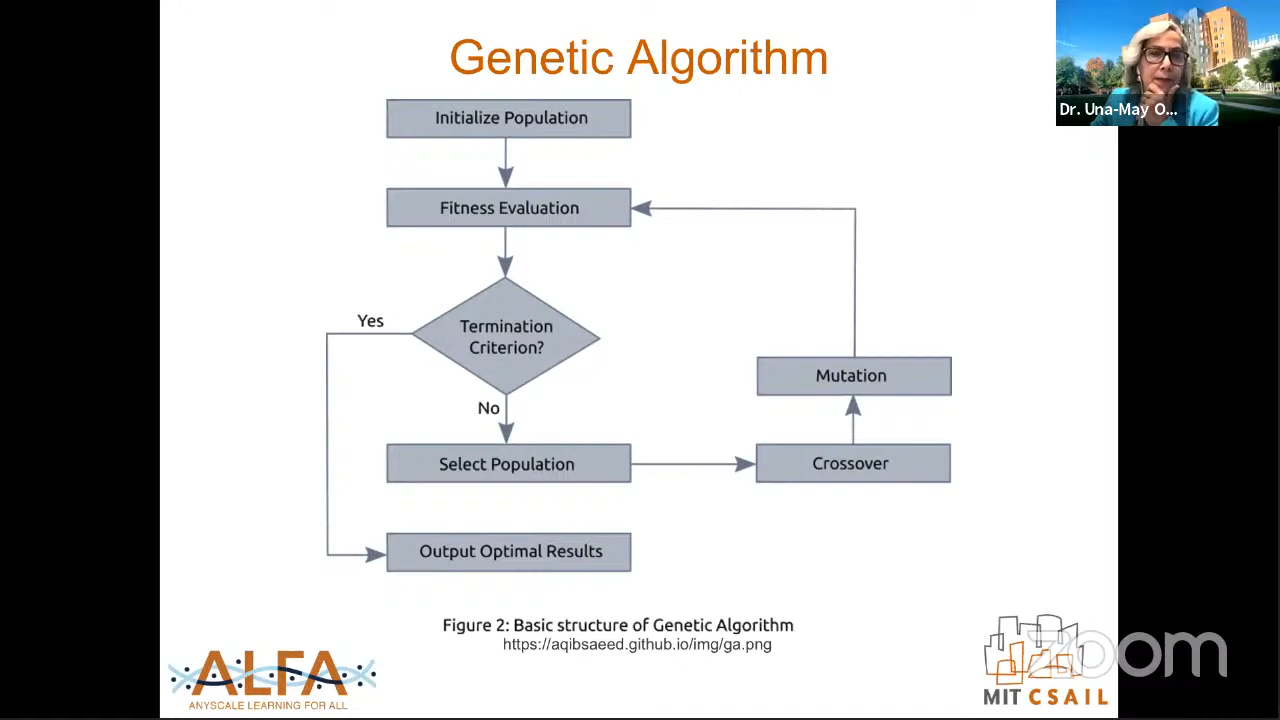 Genetic Algorithm
Dr. Una-May O...
Initialize Population
Fitness Evaluation
Yes
Termination
Criterion?
Mutation
No
Select Population
Crossover
Output Optimal Results
Figure 2: Basic structure of Genetic Algorithm
https://aqibsaeed.github.io/img/ga.png
ALFA
ANYSCALE LEARNING FOR ALL
zoom
MIT CSAIL